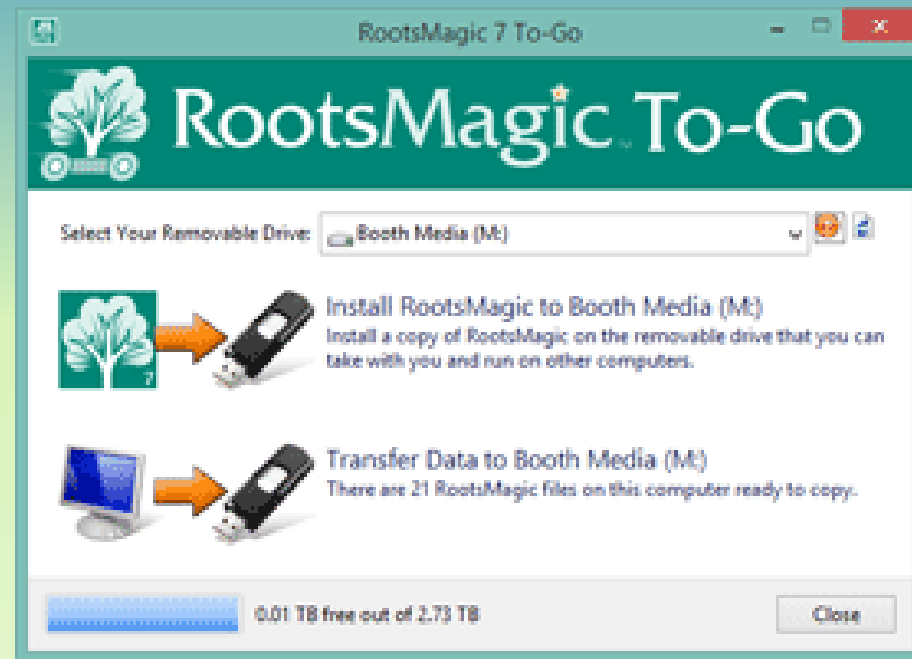 RootsMagic 7 To-Go
RootsMagic To-Go
Select Your Removable Drive: Booth Media (M:)
Install RootsMagic to Booth Media (M:)
Install a copy of RootsMagic on the removable drive that you can
take with you and run on other computers.
7
Transfer Data to Booth Media (M:)
There are 21 RootsMagic files on this computer ready to copy.
0.01 TB free out of 2.73 TB
Close